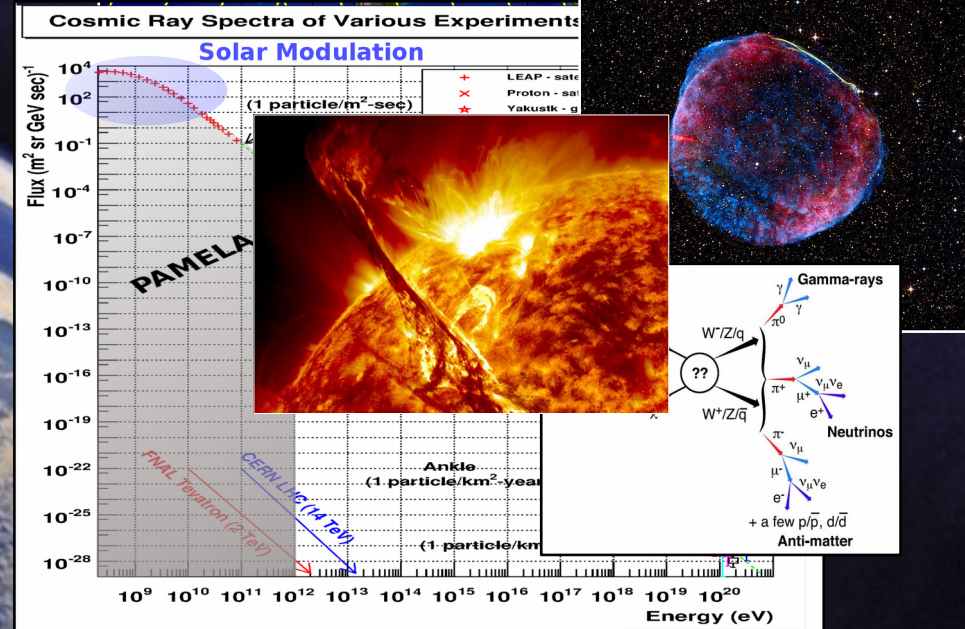 Cosmic Ray Spectra of Various Experiments
Solar Modulation
Flux (m² sr GeV sec)⁻¹
10⁴
10²
10⁻¹
10⁻⁴
10⁻⁷
10⁻¹⁰
10⁻¹³
10⁻¹⁶
10⁻¹⁹
10⁻²²
10⁻²⁵
10⁻²⁸
(1 particle/m²-sec)
LEAP - sate
Proton - sat
Yakustk - g
PAMELA
FNAL Tevatron (2 TeV)
CERN LHC (14 TeV)
Ankle
(1 particle/km²-year
(1 particle/km
10⁹ 10¹⁰ 10¹¹ 10¹² 10¹³ 10¹⁴ 10¹⁵ 10¹⁶ 10¹⁷ 10¹⁸ 10¹⁹ 10²⁰
Energy (eV)
Gamma-rays
γ
γ
π⁰
W⁻/Z/q
??
W⁺/Z/q̄
π⁺
νμ
νμνe
μ⁺
e⁺
Neutrinos
π⁻
νμ
μ⁻
νμνe
e⁻
+ a few p/p̄, d/d̄
Anti-matter